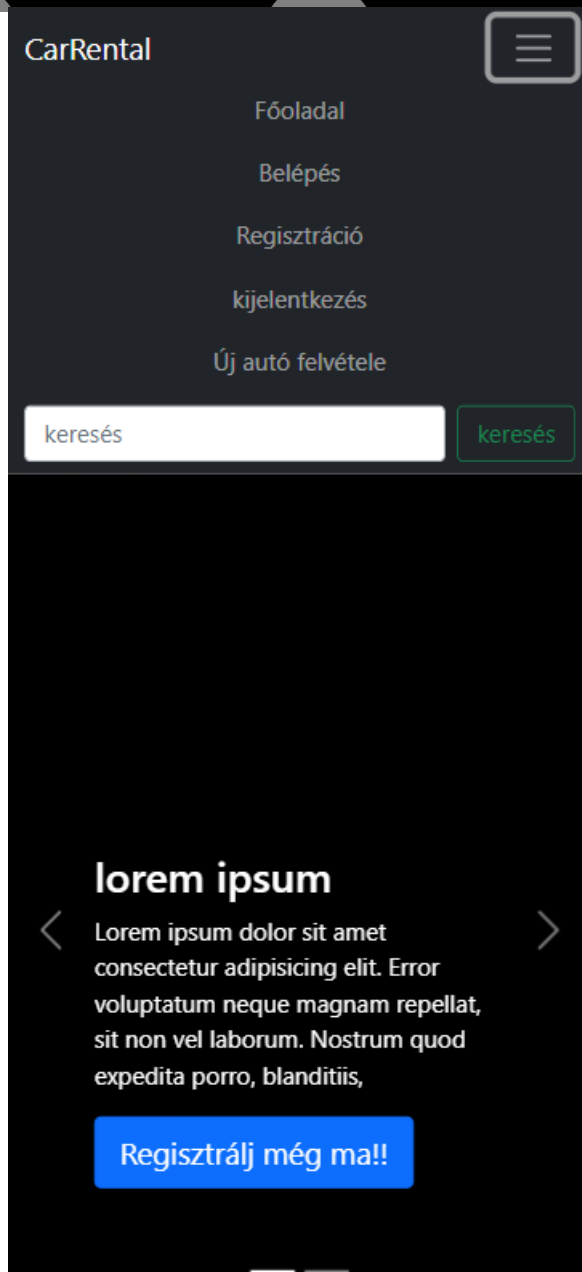 CarRental
Főoladal
Belépés
Regisztráció
kijelentkezés
Új autó felvétele
keresés keresés
lorem ipsum
Lorem ipsum dolor sit amet
consectetur adipisicing elit. Error
voluptatum neque magnam repellat,
sit non vel laborum. Nostrum quod
expedita porro, blanditiis,
Regisztrálj még ma!!